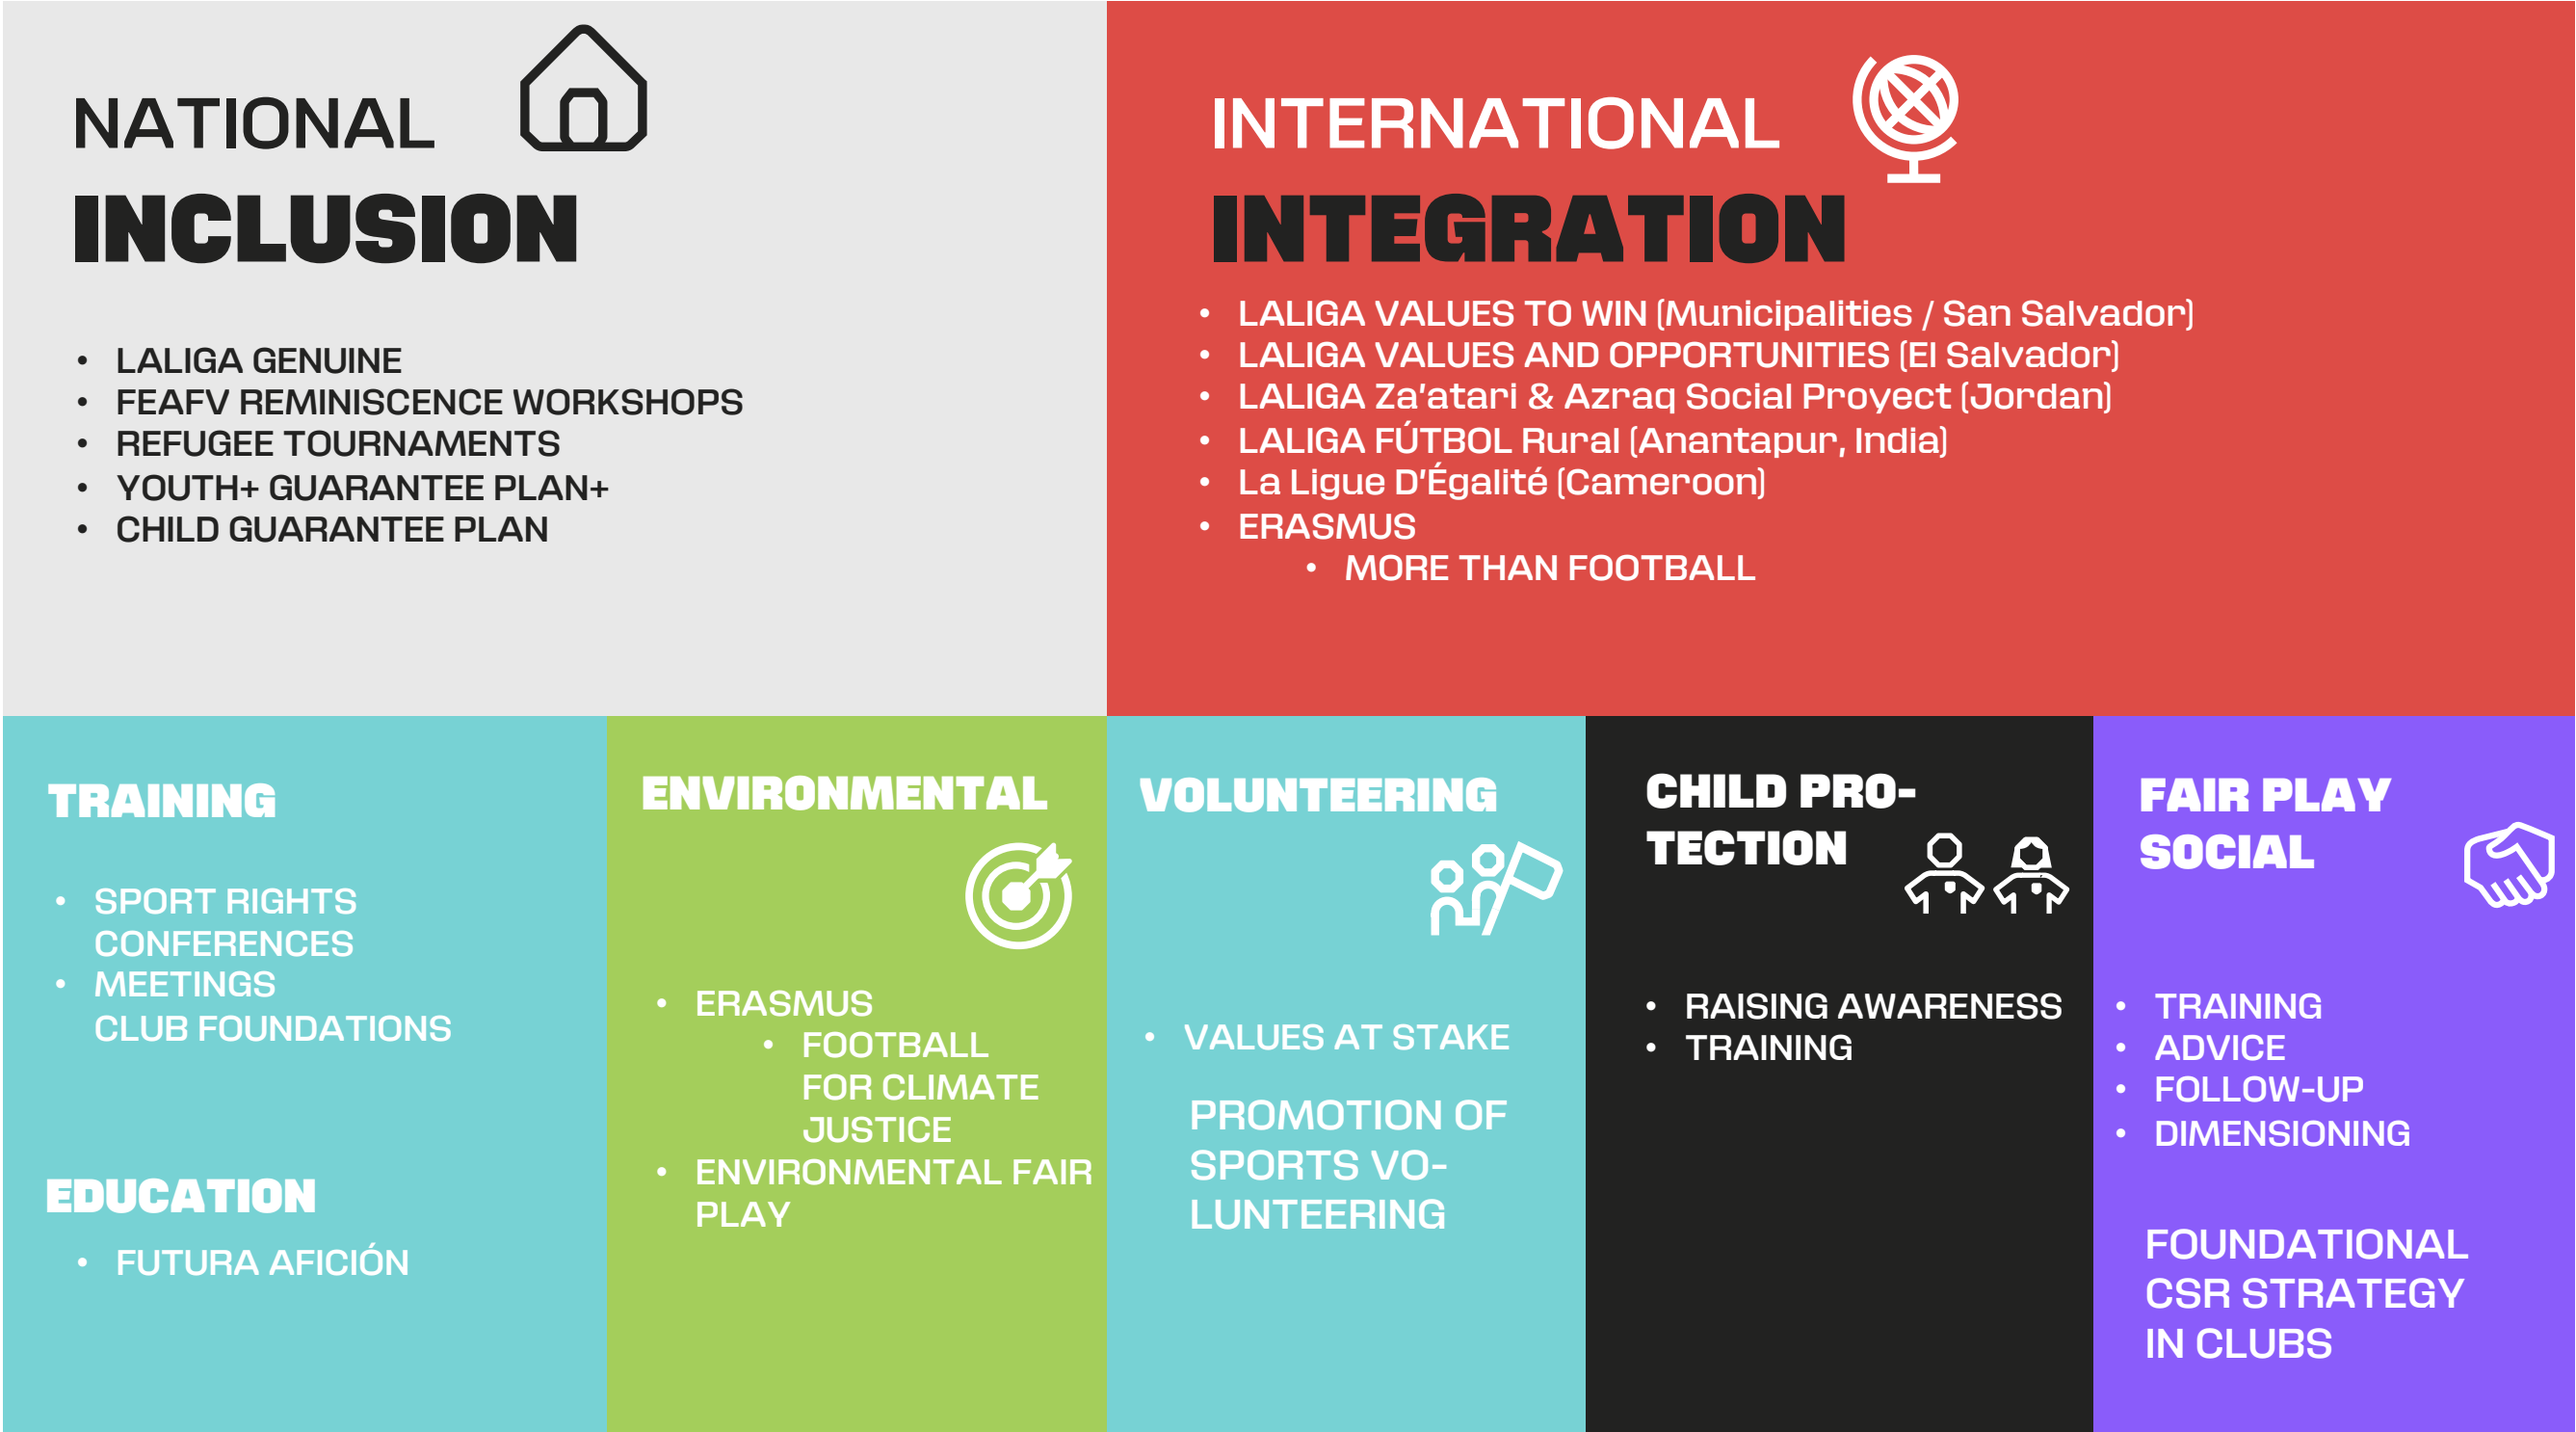 NATIONAL
INCLUSION
• LALIGA GENUINE
• FEAFV REMINISCENCE WORKSHOPS
• REFUGEE TOURNAMENTS
• YOUTH+ GUARANTEE PLAN+
• CHILD GUARANTEE PLAN
INTERNATIONAL
INTEGRATION
• LALIGA VALUES TO WIN (Municipalities / San Salvador)
• LALIGA VALUES AND OPPORTUNITIES (El Salvador)
• LALIGA Za'atari & Azraq Social Proyect (Jordan)
• LALIGA FÚTBOL Rural (Anantapur, India)
• La Ligue D'Égalité (Cameroon)
• ERASMUS
• MORE THAN FOOTBALL
TRAINING
• SPORT RIGHTS
CONFERENCES
• MEETINGS
CLUB FOUNDATIONS
EDUCATION
• FUTURA AFICIÓN
ENVIRONMENTAL
• ERASMUS
• FOOTBALL
FOR CLIMATE
JUSTICE
• ENVIRONMENTAL FAIR
PLAY
VOLUNTEERING
• VALUES AT STAKE
PROMOTION OF
SPORTS VO-
LUNTEERING
CHILD PRO-
TECTION
• RAISING AWARENESS
• TRAINING
FAIR PLAY
SOCIAL
• TRAINING
• ADVICE
• FOLLOW-UP
• DIMENSIONING
FOUNDATIONAL
CSR STRATEGY
IN CLUBS